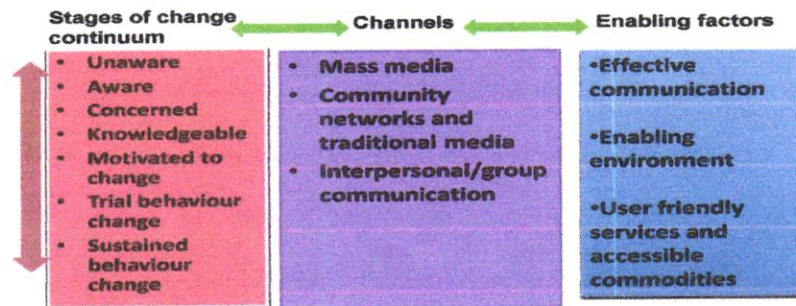 Stages of change
continuum
Channels
Enabling factors
• Unaware
• Aware
• Concerned
• Knowledgeable
• Motivated to
change
• Trial behaviour
change
• Sustained
behaviour
change
• Mass media
• Community
networks and
traditional media
• Interpersonal/group
communication
•Effective
communication
•Enabling
environment
•User friendly
services and
accessible
commodities